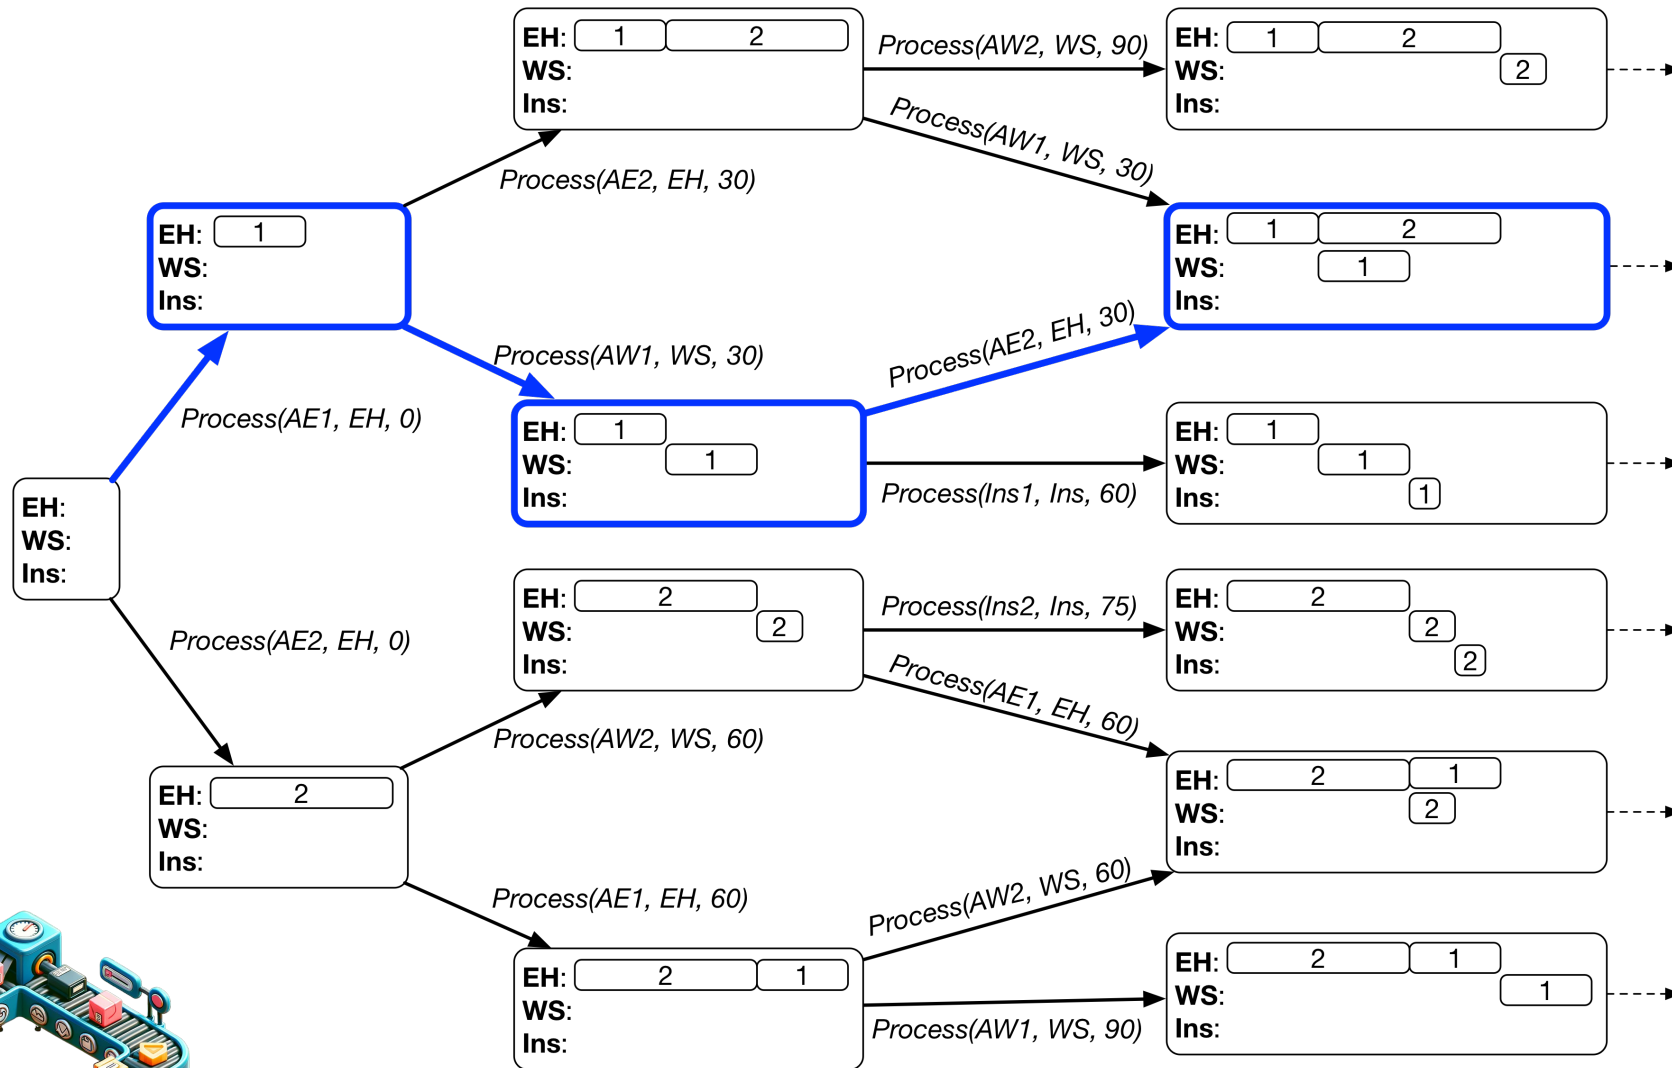 EH: 1 2
WS:
Ins:
Process(AW2, WS, 90)
EH: 1 2
WS: 2
Ins:
Process(AE2, EH, 30)
Process(AW1, WS, 30)
EH: 1
WS:
Ins:
EH: 1 2
WS: 1
Ins:
Process(AE1, EH, 0)
Process(AW1, WS, 30)
Process(AE2, EH, 30)
EH: 1
WS: 1
Ins:
Process(Ins1, Ins, 60)
EH: 1
WS: 1
Ins: 1
EH:
WS:
Ins:
Process(AE2, EH, 0)
EH: 2
WS: 2
Ins:
Process(Ins2, Ins, 75)
EH: 2
WS: 2
Ins: 2
Process(AW2, WS, 60)
Process(AE1, EH, 60)
EH: 2
WS:
Ins:
EH: 2 1
WS: 2
Ins:
Process(AE1, EH, 60)
Process(AW2, WS, 60)
EH: 2 1
WS:
Ins:
Process(AW1, WS, 90)
EH: 2 1
WS: 1
Ins: